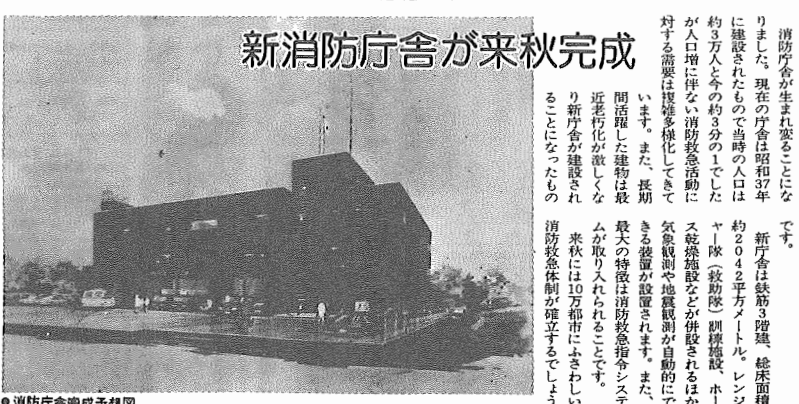 新消防庁舎が来秋完成
消防庁舎が生まれ変ることにな
りました。現在の庁舎は昭和37年
に建設されたもので当時の人口は
約3万人と今の約3分の1でした
が人口増に伴ない消防救急活動に
対する需要は複雑多様化してきて
います。また、長期
間活躍した建物は最
近老朽化が激しくな
り新庁舎が建設され
ることになったもの
です。
新庁舎は鉄筋3階建、総床面積
約2042平方メートル。レンジ
ャー隊（救助隊）訓練施設、ホー
ス乾燥施設などが併設されるほか
気象観測や地震観測が自動的にで
きる装置が設置されます。また、
最大の特徴は消防救急指令システ
ムが取り入れられることです。
来秋には10万都市にふさわしい
消防救急体制が確立するでしょう
●消防庁舎完成予想図